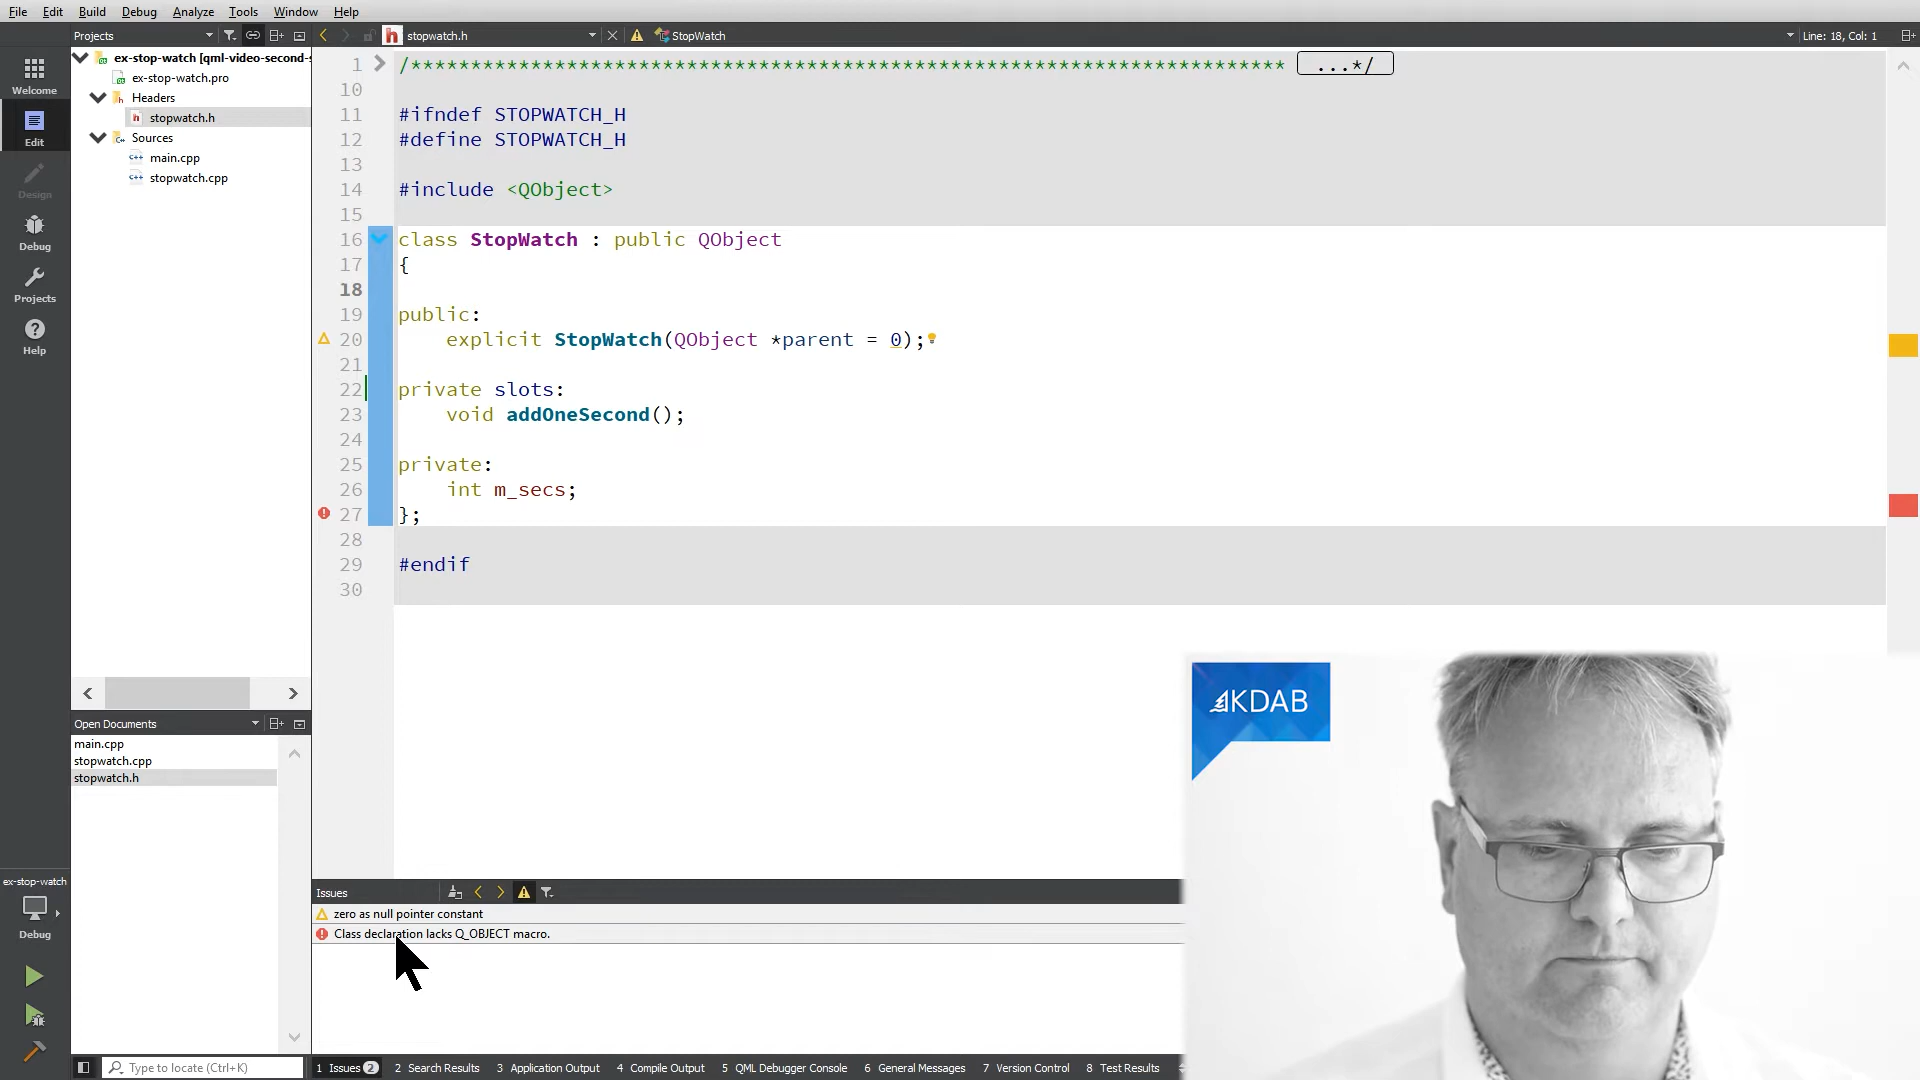 File Edit Build Debug Analyze Tools Window Help
Projects
stopwatch.h
StopWatch
Line: 18, Col: 1
Welcome
Edit
Design
Debug
Projects
Help
ex-stop-watch [qml-video-second-s
ex-stop-watch.pro
Headers
stopwatch.h
Sources
main.cpp
stopwatch.cpp
1 /************************************************************************* ...*/
10
11 #ifndef STOPWATCH_H
12 #define STOPWATCH_H
13
14 #include <QObject>
15
16 class StopWatch : public QObject
17 {
18
19 public:
20 explicit StopWatch(QObject *parent = 0);
21
22 private slots:
23 void addOneSecond();
24
25 private:
26 int m_secs;
27 };
28
29 #endif
30
Open Documents
main.cpp
stopwatch.cpp
stopwatch.h
KDAB
ex-stop-watch
Debug
Issues
zero as null pointer constant
Class declaration lacks Q_OBJECT macro.
Type to locate (Ctrl+K)
1 Issues 2 2 Search Results 3 Application Output 4 Compile Output 5 QML Debugger Console 6 General Messages 7 Version Control 8 Test Results